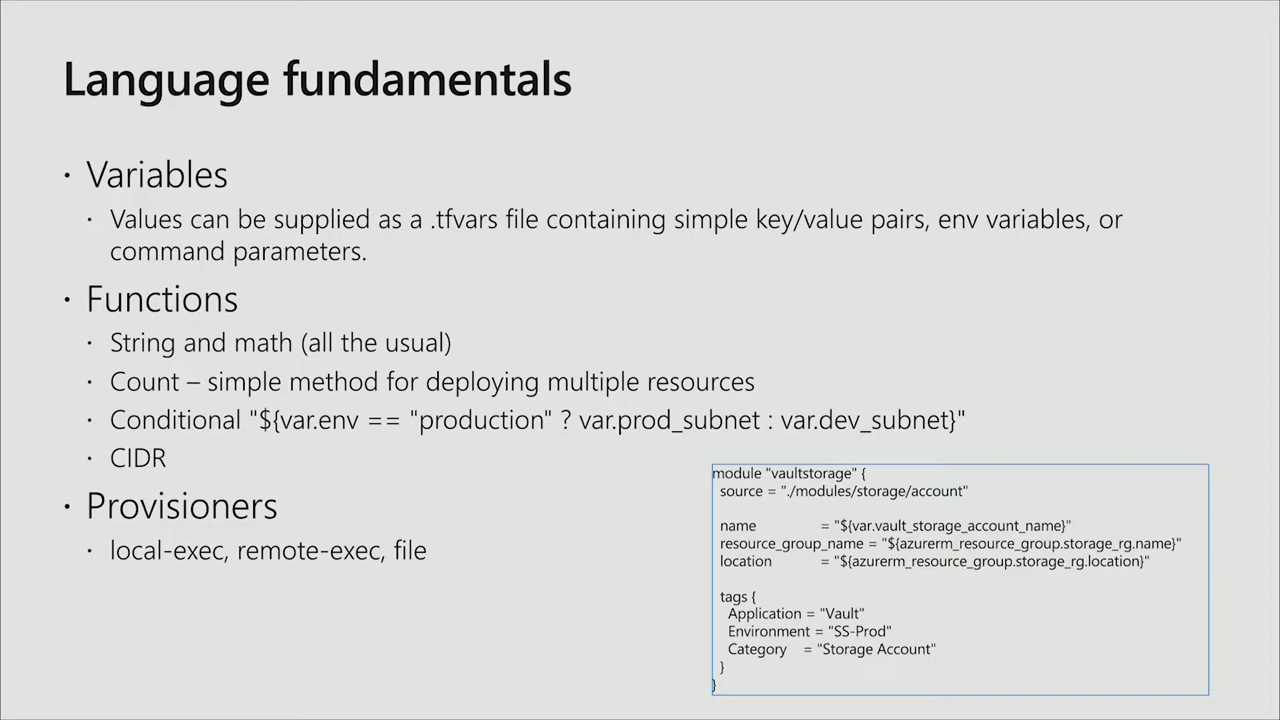 Language fundamentals
• Variables
• Values can be supplied as a .tfvars file containing simple key/value pairs, env variables, or
command parameters.
• Functions
• String and math (all the usual)
• Count – simple method for deploying multiple resources
• Conditional "${var.env == "production" ? var.prod_subnet : var.dev_subnet}"
• CIDR
• Provisioners
• local-exec, remote-exec, file
module "vaultstorage" {
source = "./modules/storage/account"
name = "${var.vault_storage_account_name}"
resource_group_name = "${azurerm_resource_group.storage_rg.name}"
location = "${azurerm_resource_group.storage_rg.location}"
tags {
Application = "Vault"
Environment = "SS-Prod"
Category = "Storage Account"
}
}